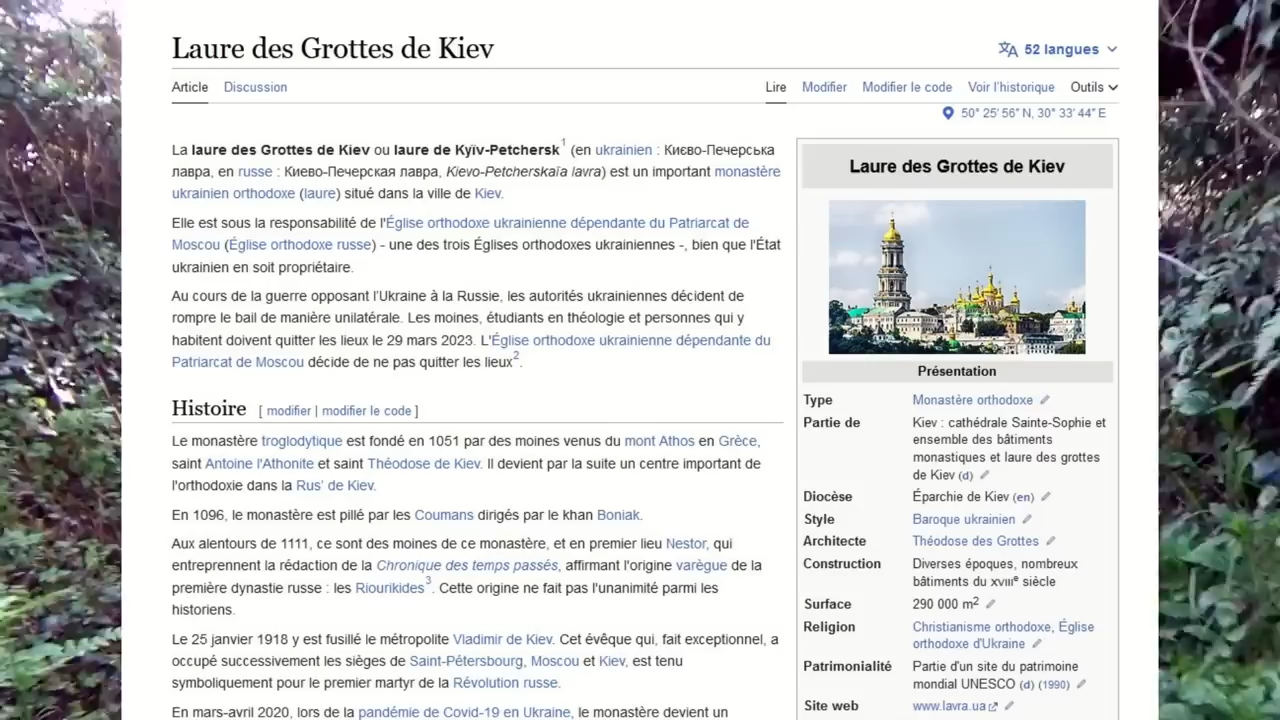 Laure des Grottes de Kiev
52 langues
Article Discussion
Lire Modifier Modifier le code Voir l'historique Outils
50° 25′ 56″ N, 30° 33′ 44″ E
La laure des Grottes de Kiev ou laure de Kyïv-Petchersk1 (en ukrainien : Києво-Печерська
лавра, en russe : Киево-Печерская лавра, Kievo-Petcherskaïa lavra) est un important monastère
ukrainien orthodoxe (laure) situé dans la ville de Kiev.
Elle est sous la responsabilité de l'Église orthodoxe ukrainienne dépendante du Patriarcat de
Moscou (Église orthodoxe russe) - une des trois Églises orthodoxes ukrainiennes -, bien que l'État
ukrainien en soit propriétaire.
Au cours de la guerre opposant l'Ukraine à la Russie, les autorités ukrainiennes décident de
rompre le bail de manière unilatérale. Les moines, étudiants en théologie et personnes qui y
habitent doivent quitter les lieux le 29 mars 2023. L'Église orthodoxe ukrainienne dépendante du
Patriarcat de Moscou décide de ne pas quitter les lieux2.
Histoire [ modifier | modifier le code ]
Le monastère troglodytique est fondé en 1051 par des moines venus du mont Athos en Grèce,
saint Antoine l'Athonite et saint Théodose de Kiev. Il devient par la suite un centre important de
l'orthodoxie dans la Rus' de Kiev.
En 1096, le monastère est pillé par les Coumans dirigés par le khan Boniak.
Aux alentours de 1111, ce sont des moines de ce monastère, et en premier lieu Nestor, qui
entreprennent la rédaction de la Chronique des temps passés, affirmant l'origine varègue de la
première dynastie russe : les Riourikides3. Cette origine ne fait pas l'unanimité parmi les
historiens.
Le 25 janvier 1918 y est fusillé le métropolite Vladimir de Kiev. Cet évêque qui, fait exceptionnel, a
occupé successivement les sièges de Saint-Pétersbourg, Moscou et Kiev, est tenu
symboliquement pour le premier martyr de la Révolution russe.
En mars-avril 2020, lors de la pandémie de Covid-19 en Ukraine, le monastère devient un
Laure des Grottes de Kiev
Présentation
Type Monastère orthodoxe
Partie de Kiev : cathédrale Sainte-Sophie et
ensemble des bâtiments
monastiques et laure des grottes
de Kiev (d)
Diocèse Éparchie de Kiev (en)
Style Baroque ukrainien
Architecte Théodose des Grottes
Construction Diverses époques, nombreux
bâtiments du XVIIIe siècle
Surface 290 000 m2
Religion Christianisme orthodoxe, Église
orthodoxe d'Ukraine
Patrimonialité Partie d'un site du patrimoine
mondial UNESCO (d) (1990)
Site web www.lavra.ua